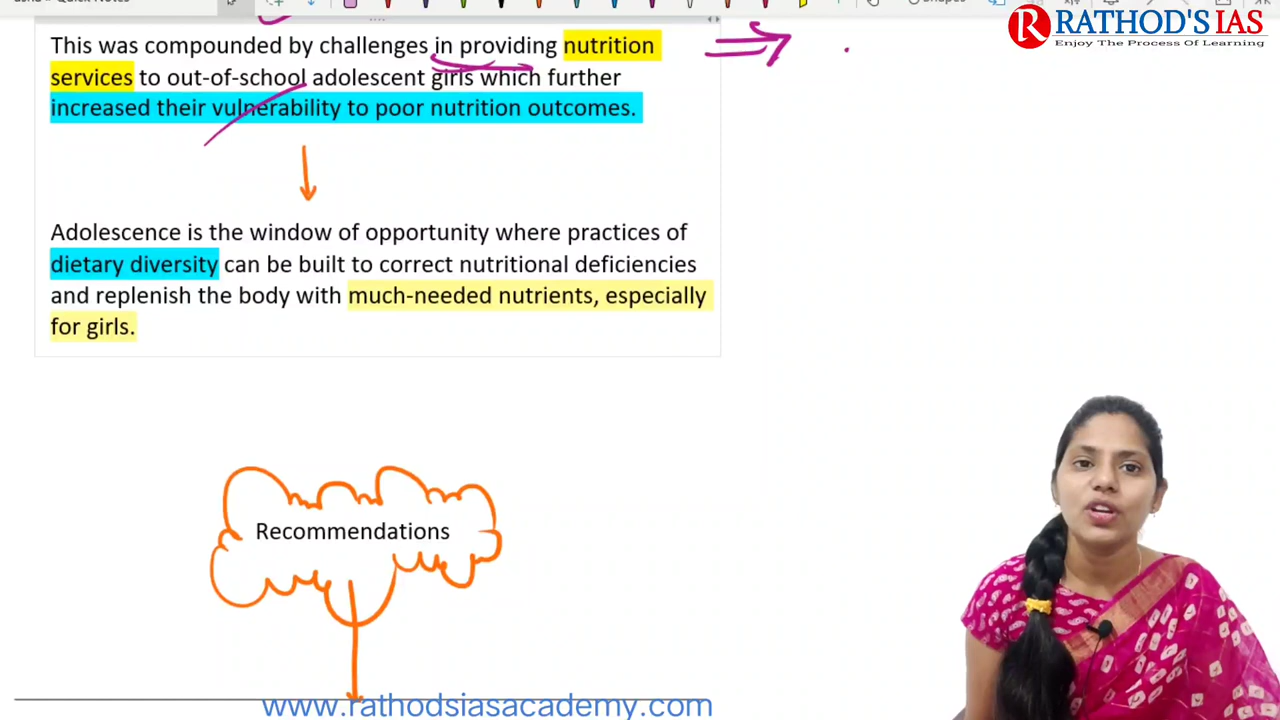 Shapes
RATHOD'S IAS
Enjoy The Process Of Learning
This was compounded by challenges in providing nutrition
services to out-of-school adolescent girls which further
increased their vulnerability to poor nutrition outcomes.
Adolescence is the window of opportunity where practices of
dietary diversity can be built to correct nutritional deficiencies
and replenish the body with much-needed nutrients, especially
for girls.
Recommendations
www.rathodsiasacademy.com